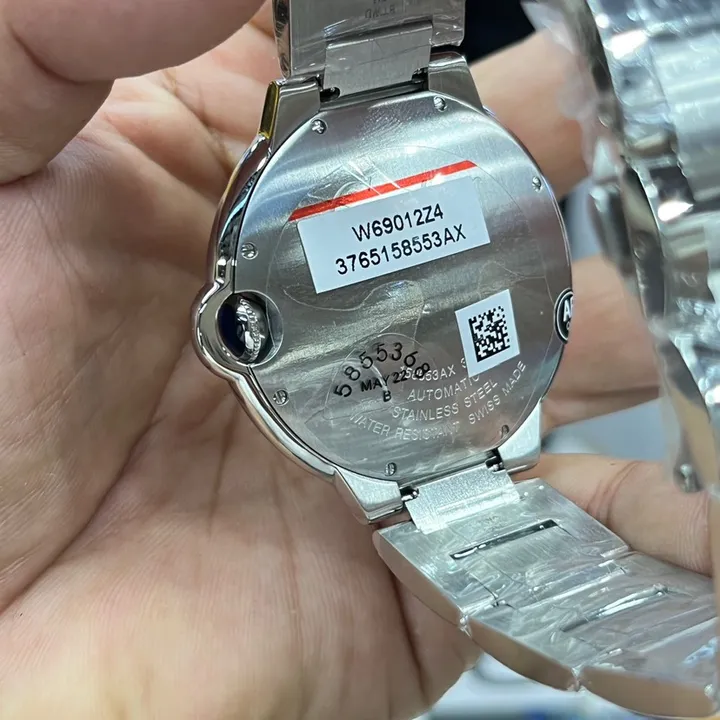 W69012Z4
3765158553AX
585536
MAY 22
B
AUTOMATIC
STAINLESS STEEL
WATER RESISTANT SWISS MADE